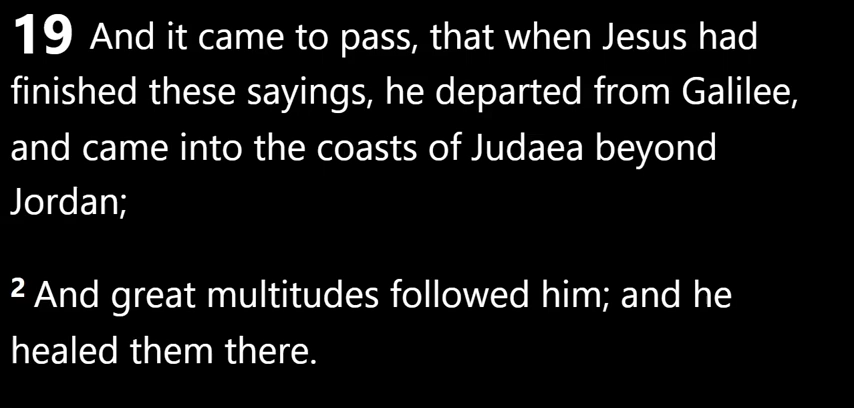 19 And it came to pass, that when Jesus had
finished these sayings, he departed from Galilee,
and came into the coasts of Judaea beyond
Jordan;
2 And great multitudes followed him; and he
healed them there.